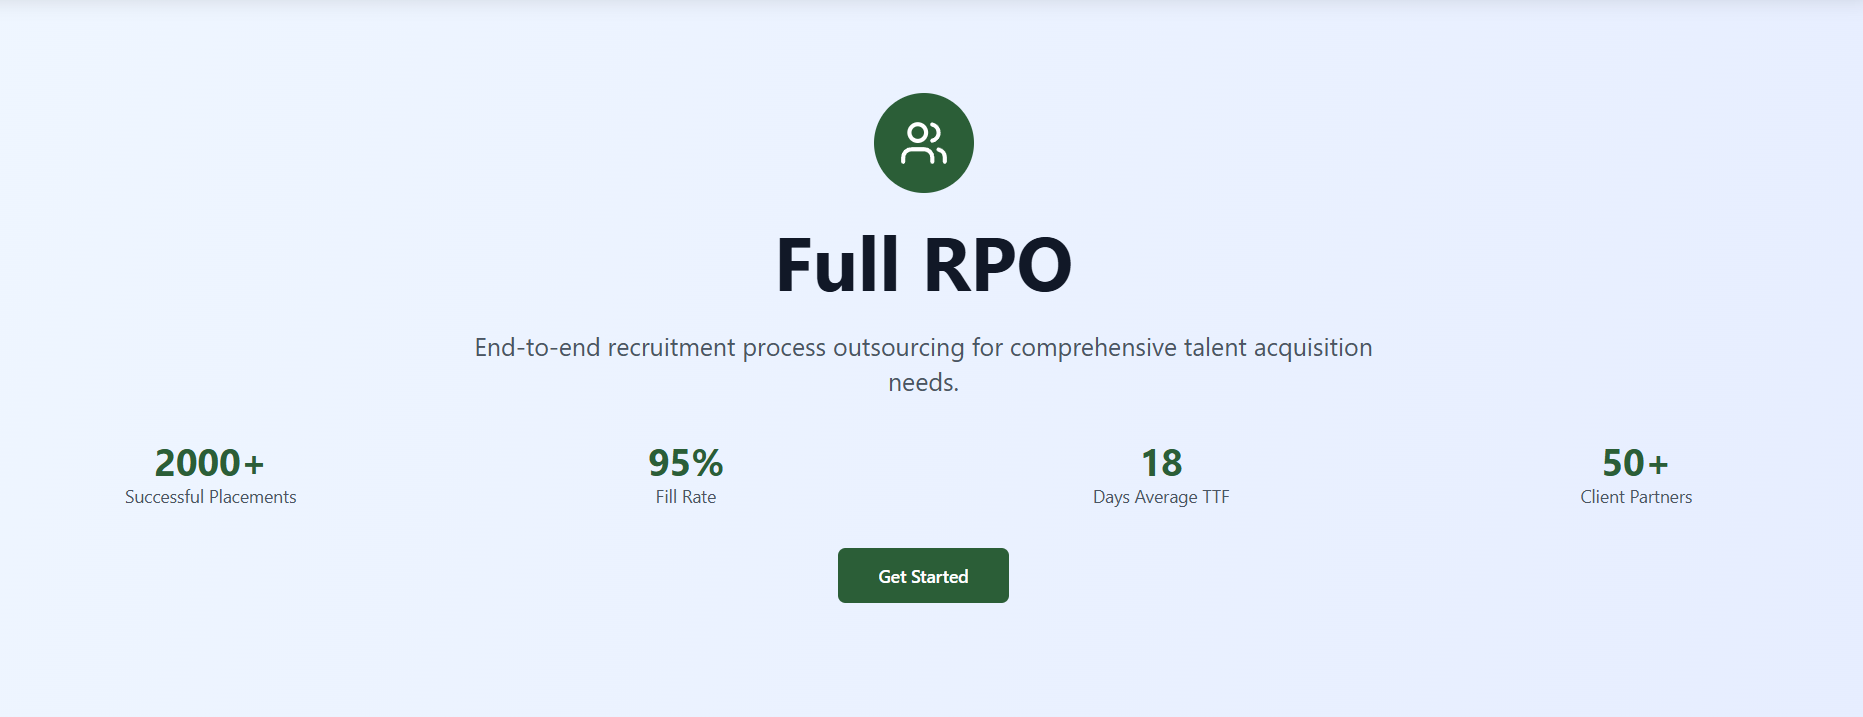 Full RPO
End-to-end recruitment process outsourcing for comprehensive talent acquisition
needs.
2000+
Successful Placements
95%
Fill Rate
18
Days Average TTF
50+
Client Partners
Get Started